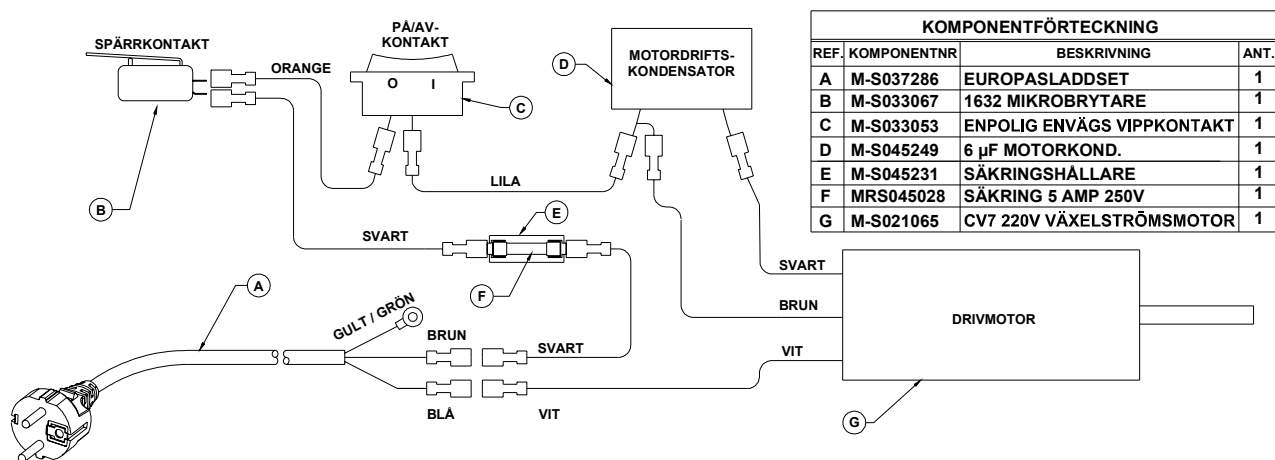 SPÄRRKONTAKT
PÅ/AV-
KONTAKT
ORANGE
O I
C
B
LILA
MOTORDRIFTS-
KONDENSATOR
D
KOMPONENTFÖRTECKNING
REF. KOMPONENTNR BESKRIVNING ANT.
A M-S037286 EUROPASLADDSET 1
B M-S033067 1632 MIKROBRYTARE 1
C M-S033053 ENPOLIG ENVÄGS VIPPKONTAKT 1
D M-S045249 6 µF MOTORKOND. 1
E M-S045231 SÄKRINGSHÅLLARE 1
F MRS045028 SÄKRING 5 AMP 250V 1
G M-S021065 CV7 220V VÄXELSTRÖMSMOTOR 1
SVART
E
F
A
GULT / GRÖN
BRUN
SVART
BLÅ
VIT
SVART
BRUN
VIT
DRIVMOTOR
G